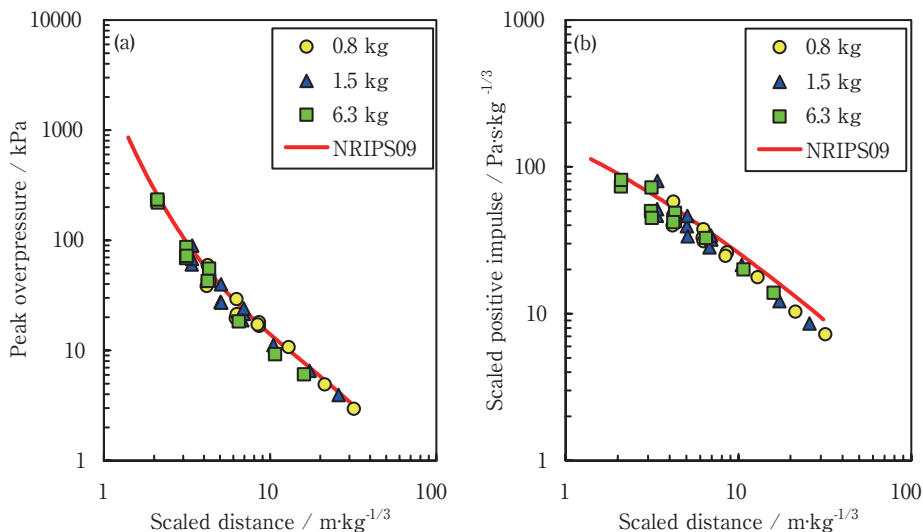 (a)
10000
1000
100
10
1
1
10
100
Peak overpressure / kPa
Scaled distance / m·kg-1/3
0.8 kg
1.5 kg
6.3 kg
NRIPS09
(b)
1000
100
10
1
1
10
100
Scaled positive impulse / Pa·s·kg-1/3
Scaled distance / m·kg-1/3
0.8 kg
1.5 kg
6.3 kg
NRIPS09